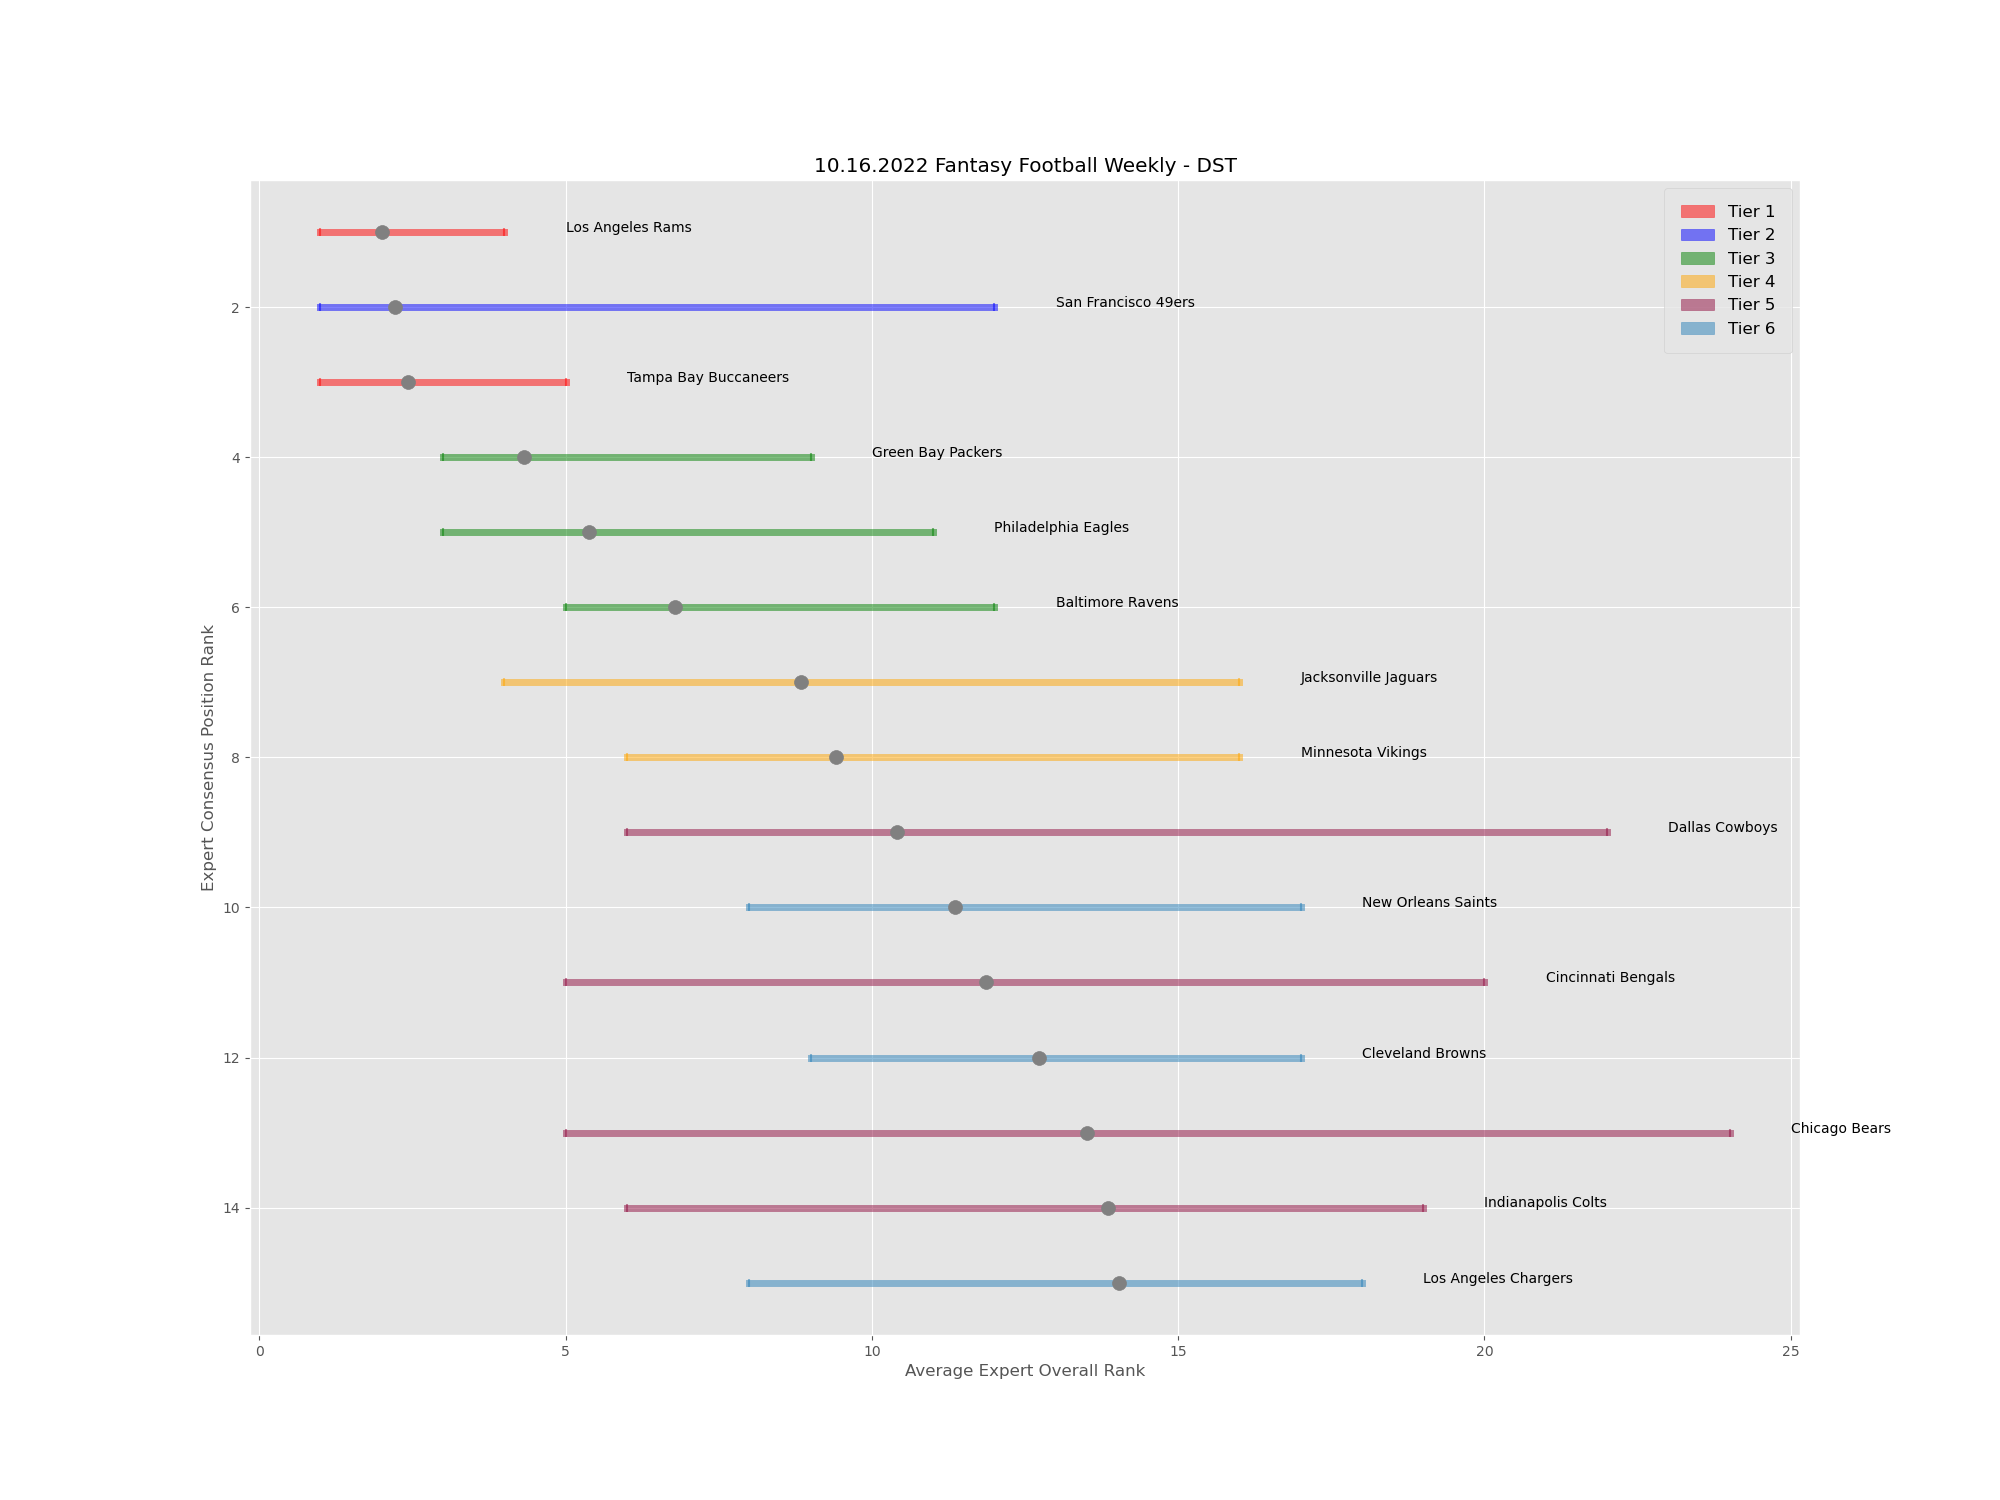 10.16.2022 Fantasy Football Weekly - DST
Tier 1
Tier 2
Tier 3
Tier 4
Tier 5
Tier 6
Los Angeles Rams
San Francisco 49ers
Tampa Bay Buccaneers
Green Bay Packers
Philadelphia Eagles
Baltimore Ravens
Jacksonville Jaguars
Minnesota Vikings
Dallas Cowboys
New Orleans Saints
Cincinnati Bengals
Cleveland Browns
Chicago Bears
Indianapolis Colts
Los Angeles Chargers
Expert Consensus Position Rank
2
4
6
8
10
12
14
0
5
10
15
20
25
Average Expert Overall Rank